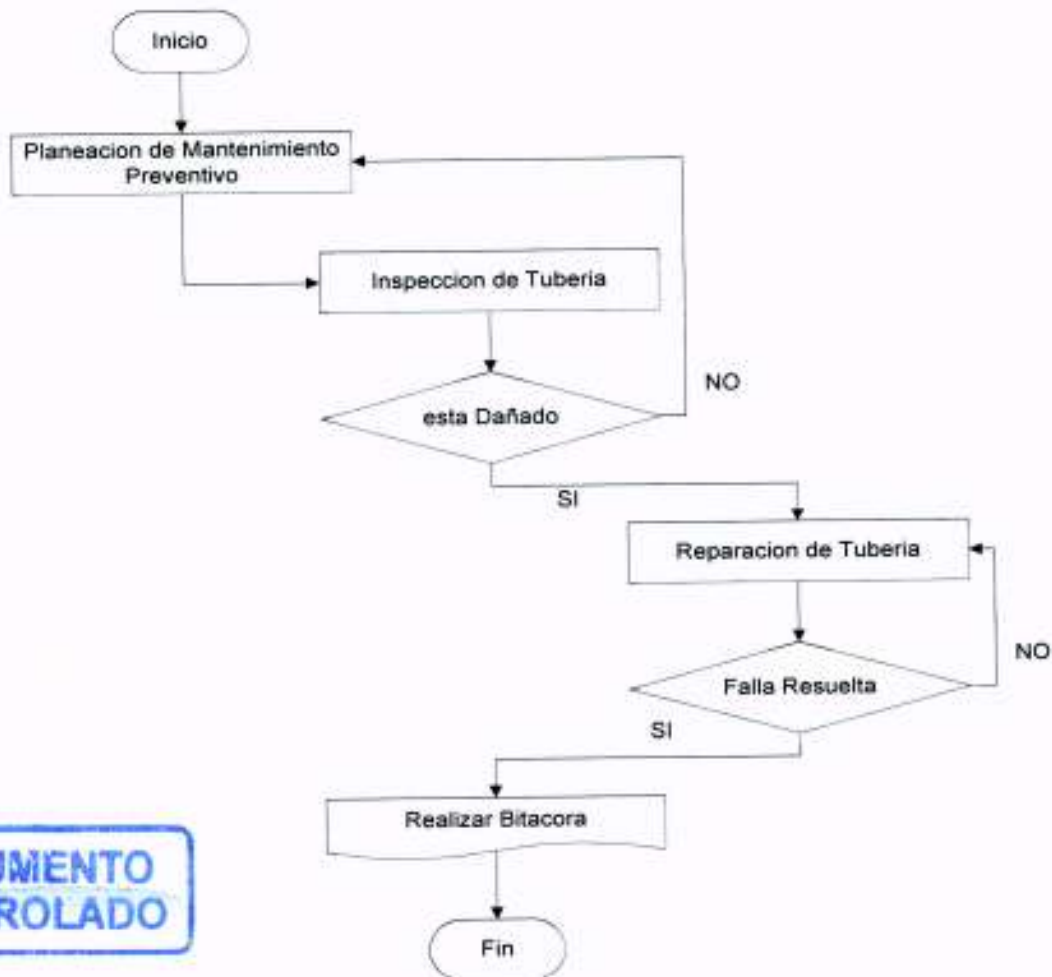 Inicio
Planeacion de Mantenimiento
Preventivo
Inspeccion de Tuberia
NO
esta Dañado
SI
Reparacion de Tuberia
NO
Falla Resuelta
SI
Realizar Bitacora
UMENTO
ROLADO
Fin